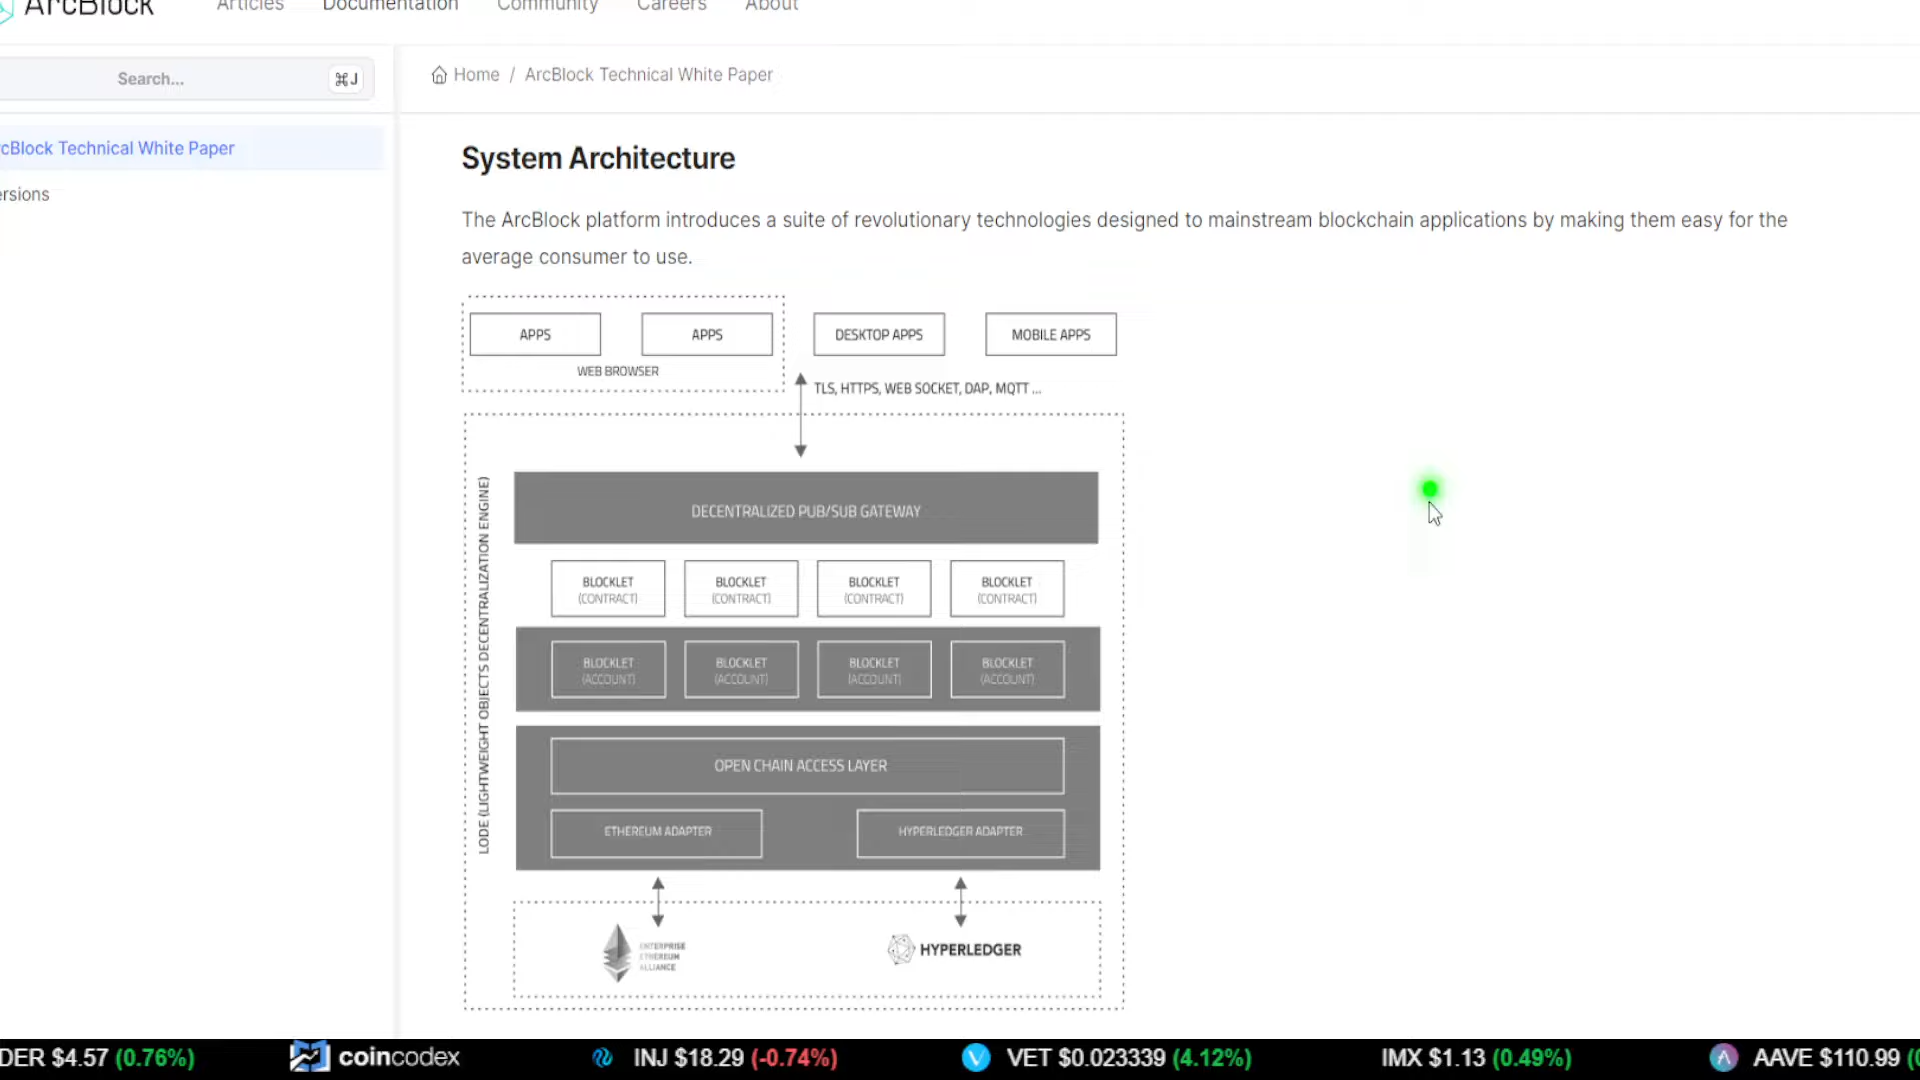 ArcBlock Articles Documentation Community Careers About
Search... ⌘J
Home / ArcBlock Technical White Paper
rcBlock Technical White Paper
ersions
System Architecture
The ArcBlock platform introduces a suite of revolutionary technologies designed to mainstream blockchain applications by making them easy for the
average consumer to use.
APPS APPS DESKTOP APPS MOBILE APPS
WEB BROWSER
TLS, HTTPS, WEB SOCKET, DAP, MQTT ...
LODE (LIGHTWEIGHT OBJECTS DECENTRALIZATION ENGINE)
DECENTRALIZED PUB/SUB GATEWAY
BLOCKLET BLOCKLET BLOCKLET BLOCKLET
(CONTRACT) (CONTRACT) (CONTRACT) (CONTRACT)
BLOCKLET BLOCKLET BLOCKLET BLOCKLET
(ACCOUNT) (ACCOUNT) (ACCOUNT) (ACCOUNT)
OPEN CHAIN ACCESS LAYER
ETHEREUM ADAPTER HYPERLEDGER ADAPTER
ENTERPRISE
ETHEREUM
ALLIANCE
HYPERLEDGER
DER $4.57 (0.76%) coincodex INJ $18.29 (-0.74%) VET $0.023339 (4.12%) IMX $1.13 (0.49%) AAVE $110.99 (